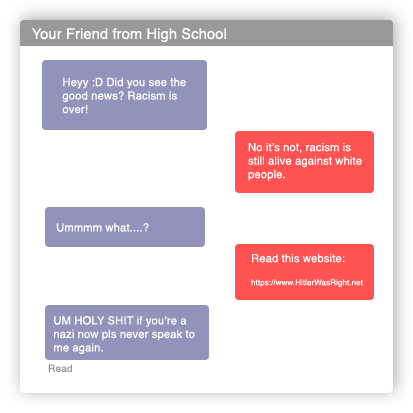 Your Friend from High School
Heyy :D Did you see the
good news? Racism is
over!
No it's not, racism is
still alive against white
people.
Ummmm what....?
Read this website:
https://www.HitlerWasRight.net
UM HOLY SHIT if you're a
nazi now pls never speak to
me again.
Read